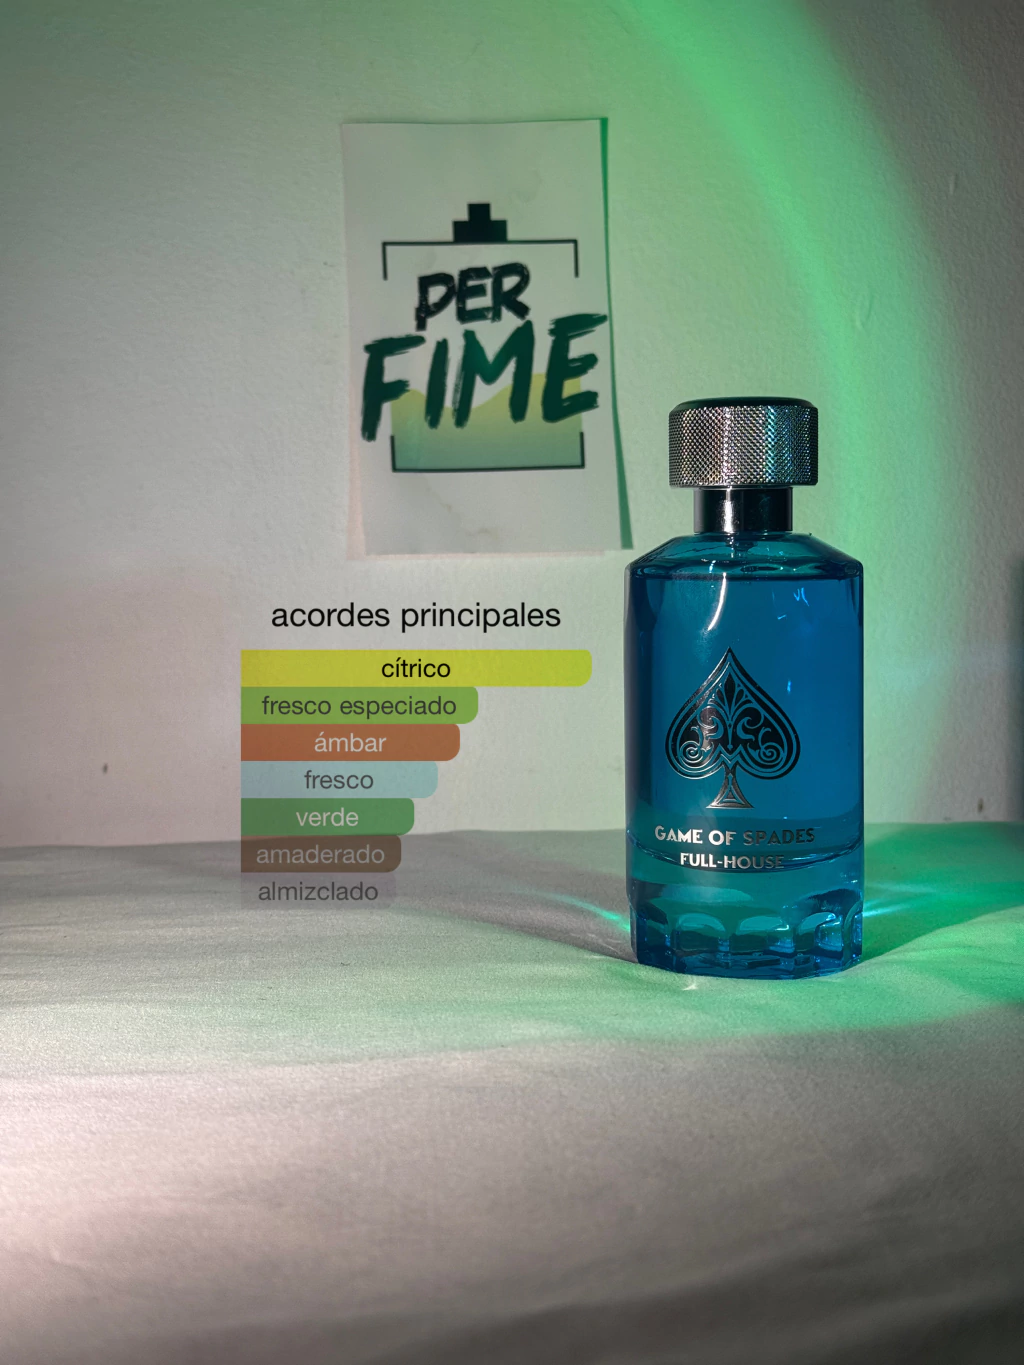 PER
FIME
acordes principales
cítrico
fresco especiado
ámbar
fresco
verde
amaderado
almizclado
GAME OF SPADES
FULL-HOUSE